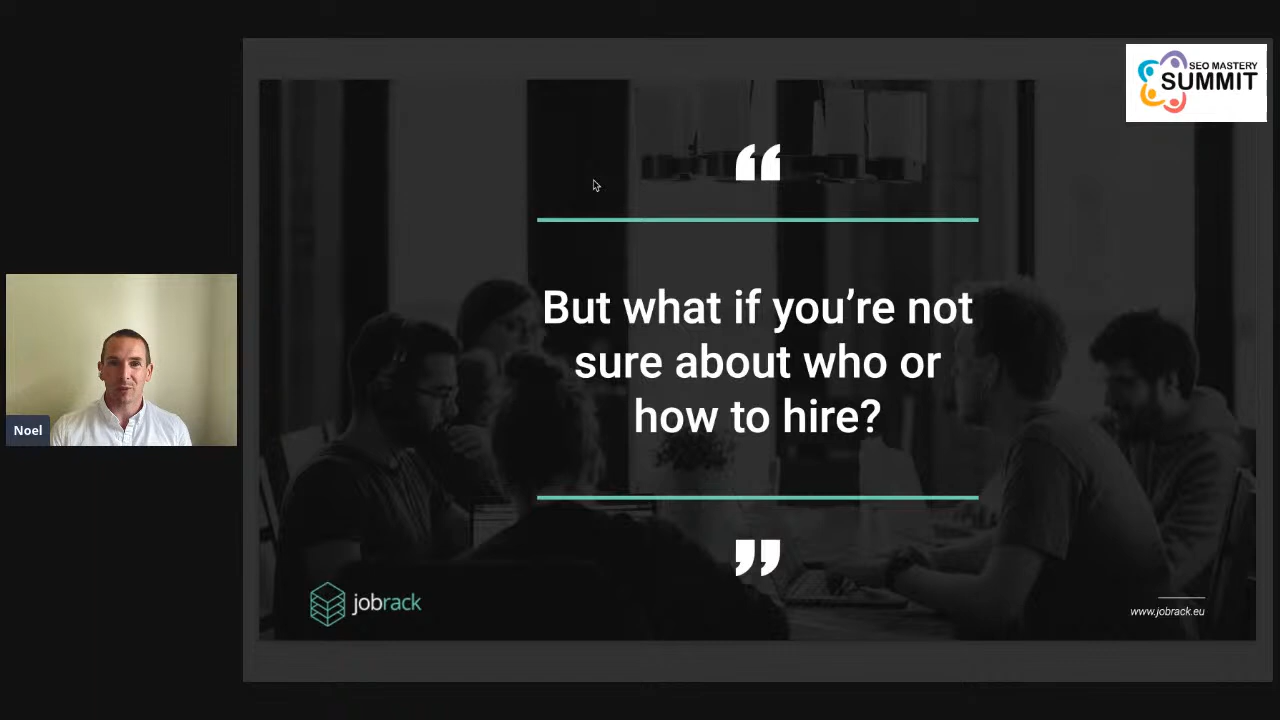 SEO MASTERY
SUMMIT
“
But what if you’re not
sure about who or
how to hire?
”
Noel
jobrack
www.jobrack.eu